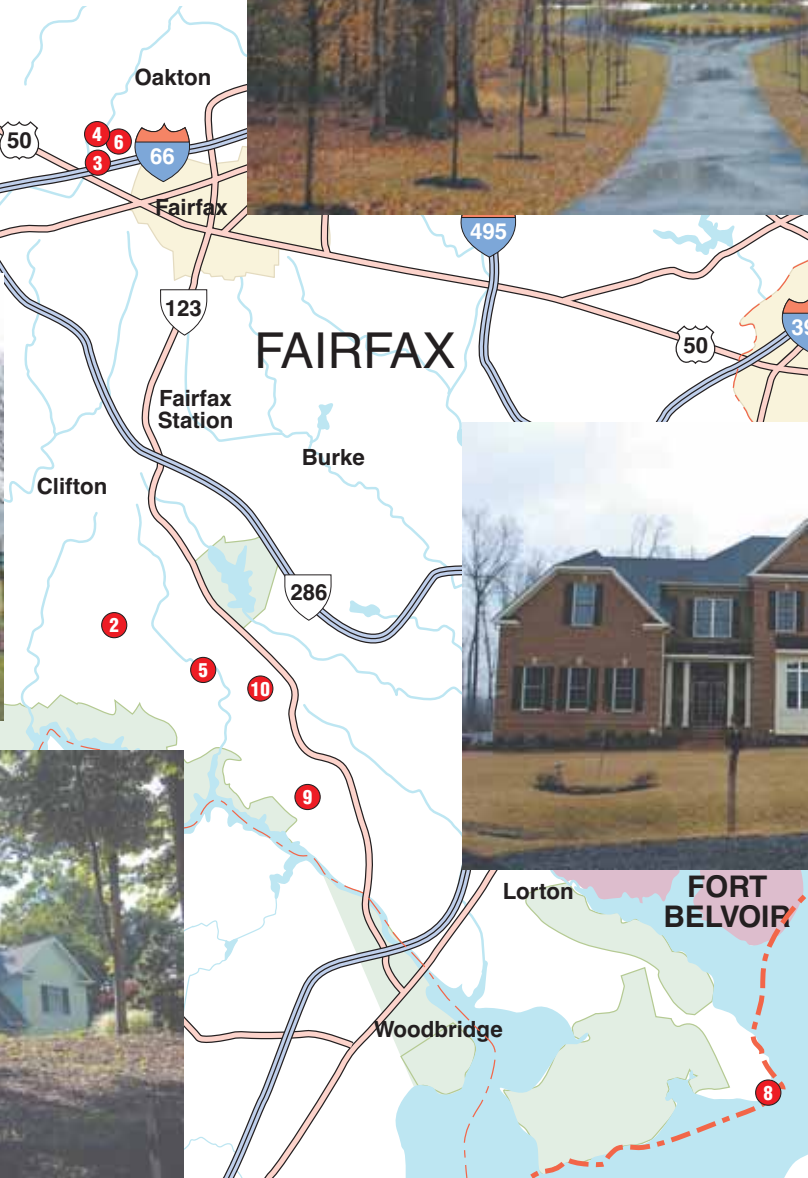 Oakton
50
4
6
3
66
Fairfax
495
123
50
FAIRFAX
Fairfax
Station
Burke
Clifton
286
2
5
10
9
Lorton
FORT
BELVOIR
Woodbridge
8